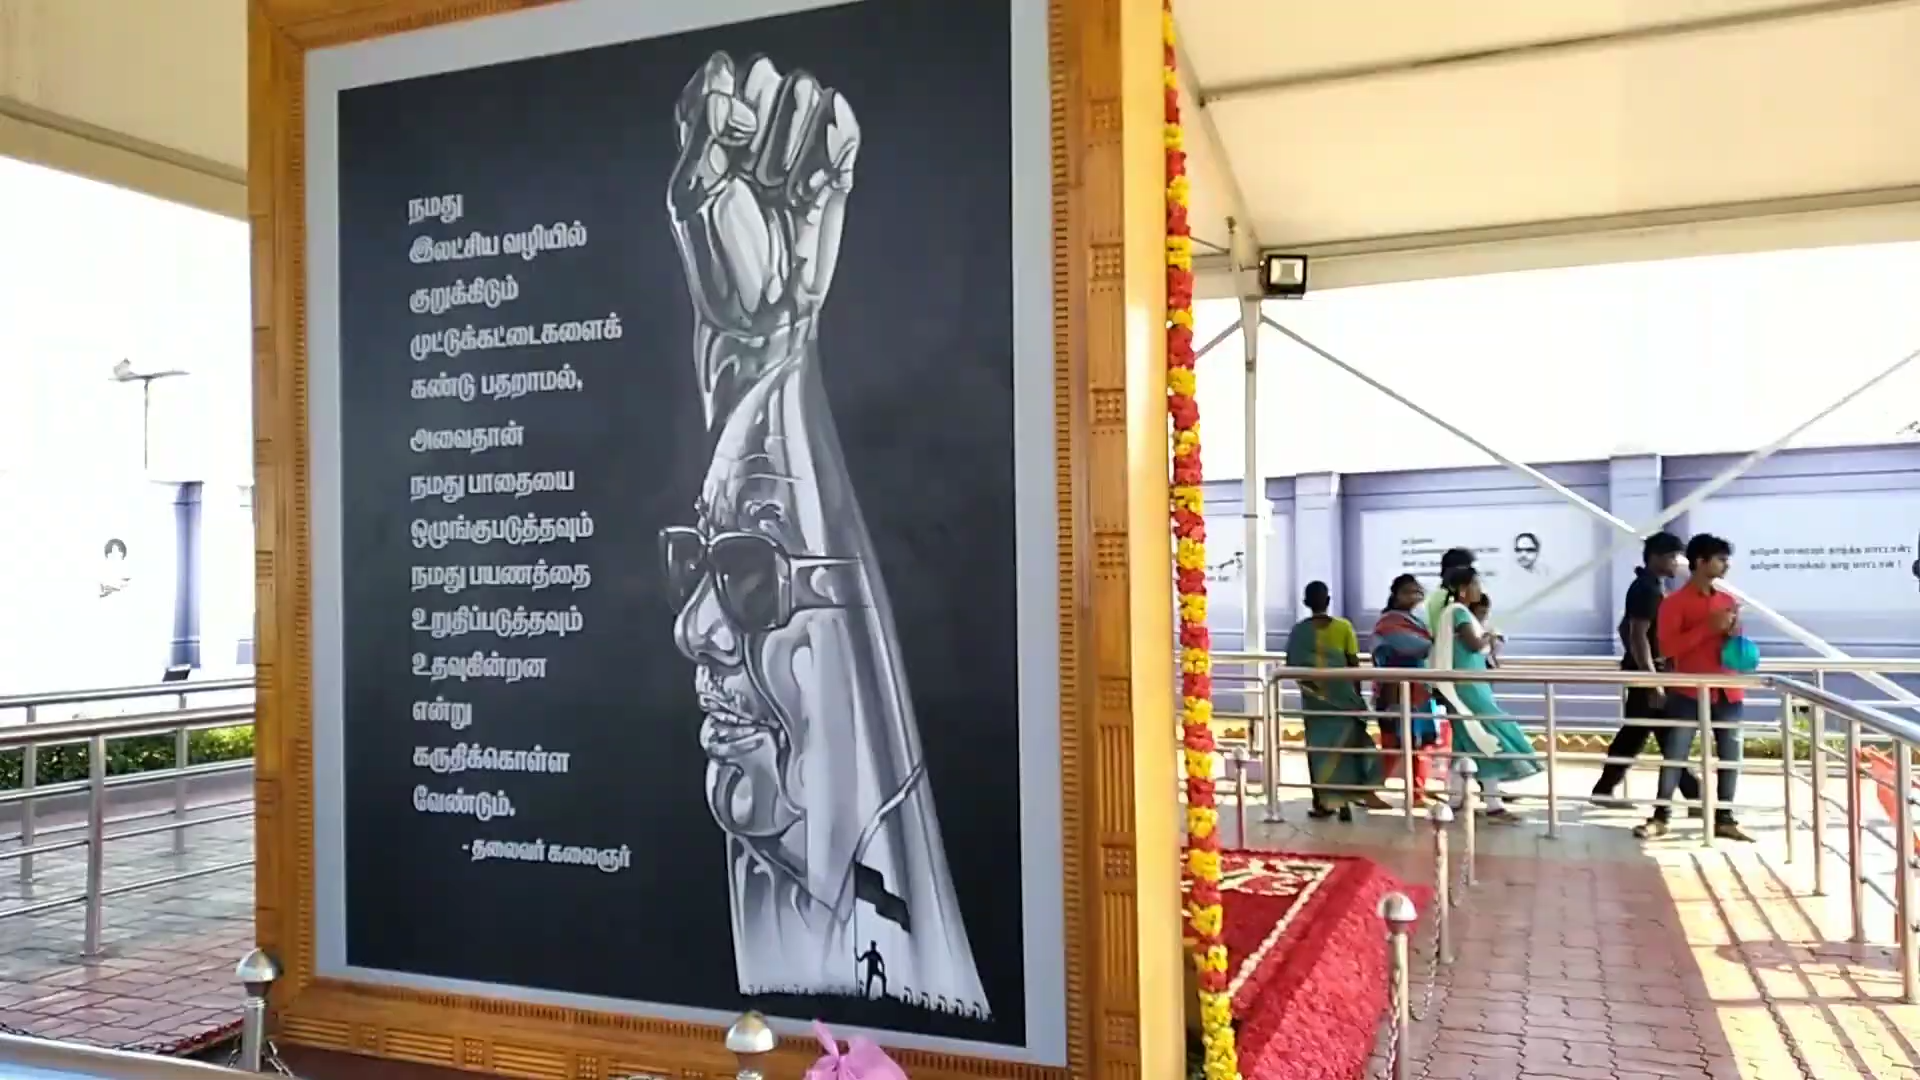 நமது
இலட்சிய வழியில்
குறுக்கிடும்
முட்டுக்கட்டைகளைக்
கண்டு பதறாமல்,
அவைதான்
நமது பாதையை
ஒழுங்குபடுத்தவும்
நமது பயணத்தை
உறுதிப்படுத்தவும்
உதவுகின்றன
என்று
கருதிக்கொள்ள
வேண்டும்.
- தலைவர் கலைஞர்